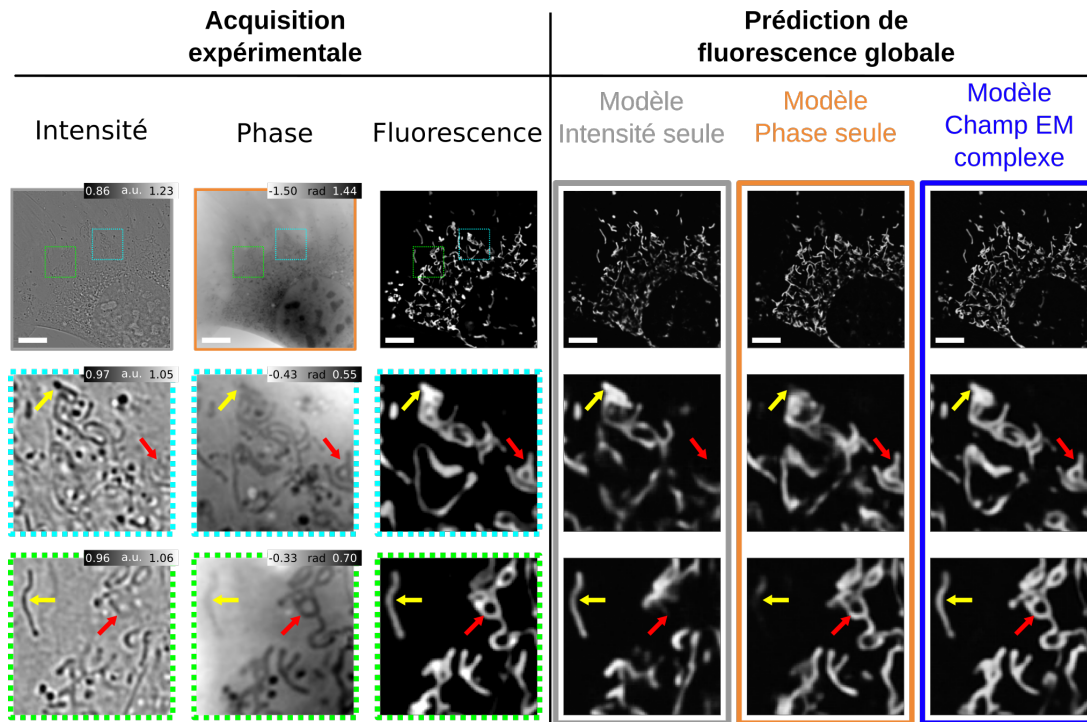 Acquisition
expérimentale
Prédiction de
fluorescence globale
Intensité
Phase
Fluorescence
Modèle
Intensité seule
Modèle
Phase seule
Modèle
Champ EM
complexe
0.86 a.u. 1.23
-1.50 rad 1.44
0.97 a.u. 1.05
-0.43 rad 0.55
0.96 a.u. 1.06
-0.33 rad 0.70